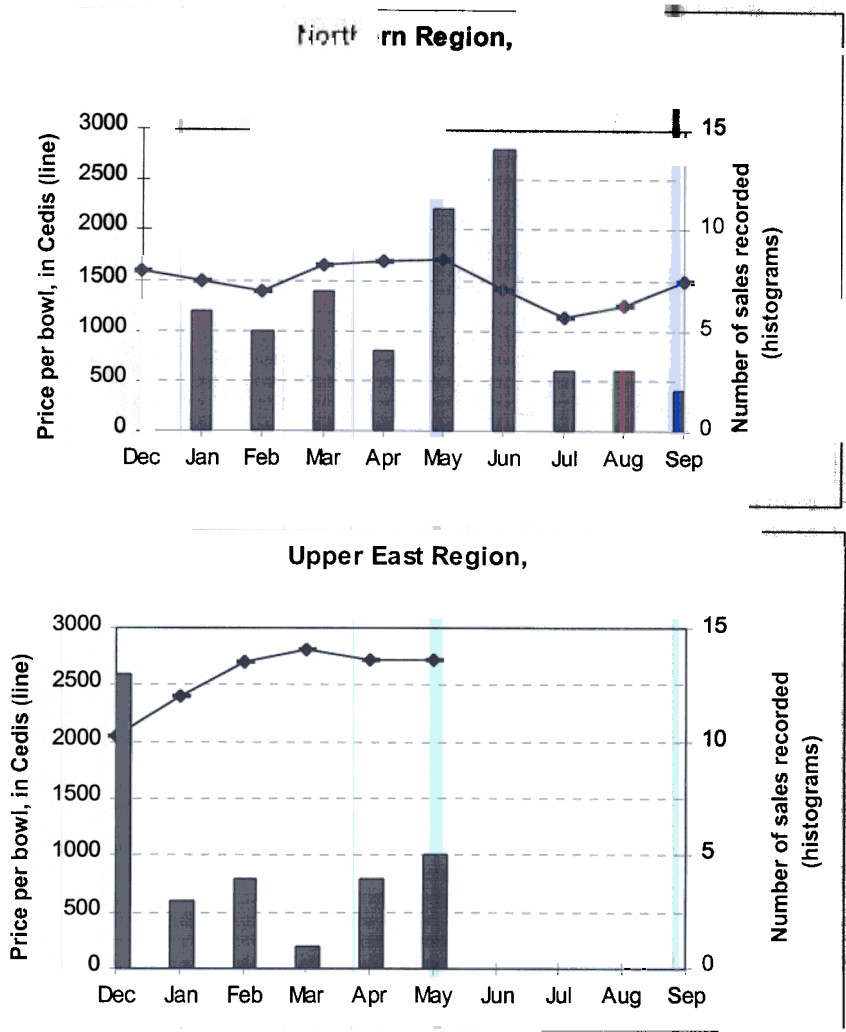 Northern Region,
Price per bowl, in Cedis (line)
3000
2500
2000
1500
1000
500
0
15
10
5
0
Number of sales recorded
(histograms)
Dec Jan Feb Mar Apr May Jun Jul Aug Sep
Upper East Region,
Price per bowl, in Cedis (line)
3000
2500
2000
1500
1000
500
0
15
10
5
0
Number of sales recorded
(histograms)
Dec Jan Feb Mar Apr May Jun Jul Aug Sep